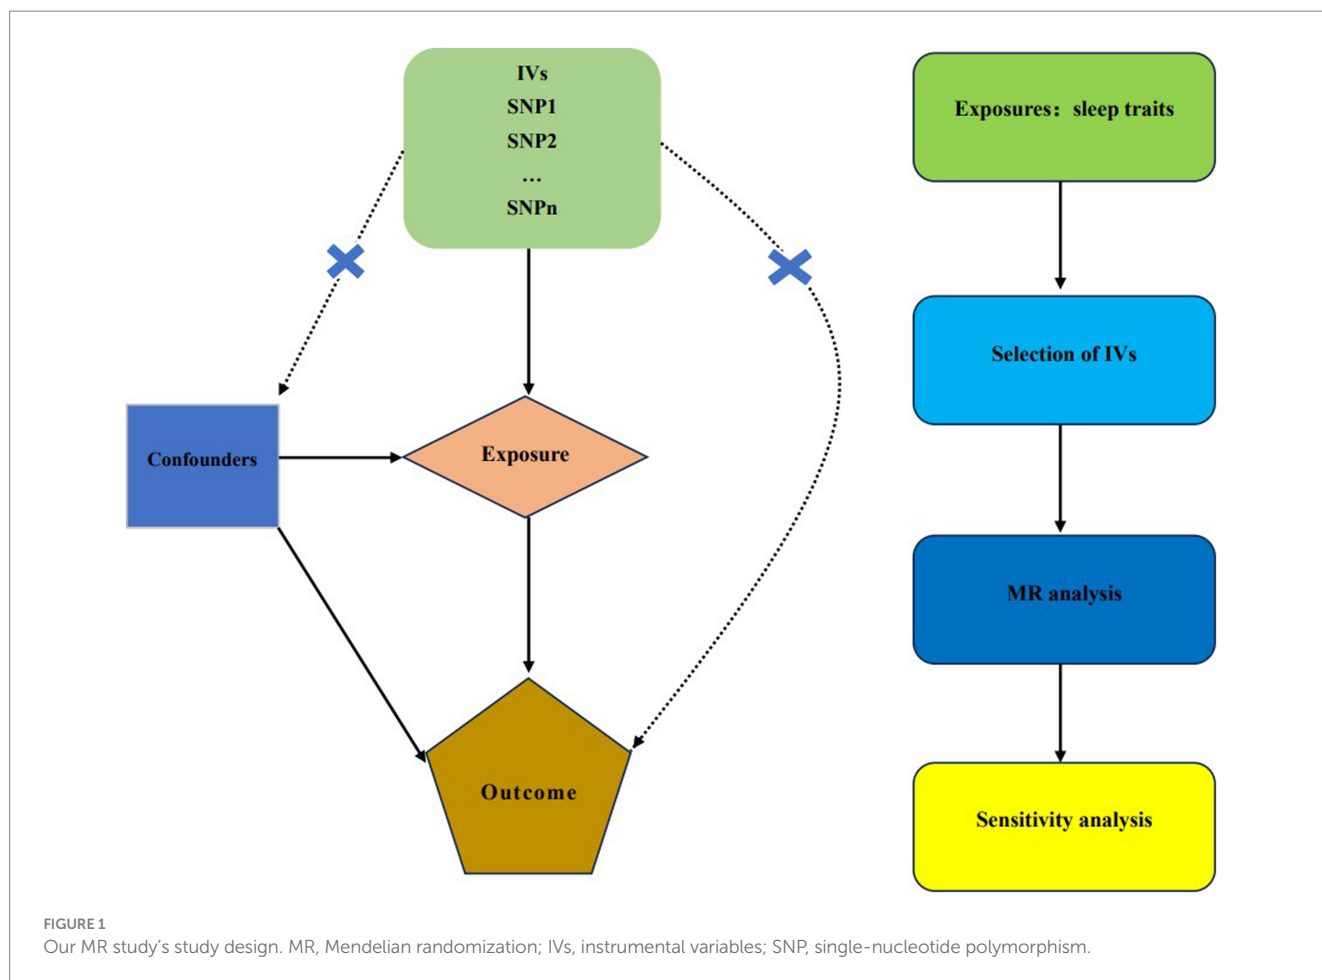 IVs
SNP1
SNP2
...
SNPn
Confounders
Exposure
Outcome
Exposures：sleep traits
Selection of IVs
MR analysis
Sensitivity analysis
FIGURE 1
Our MR study's study design. MR, Mendelian randomization; IVs, instrumental variables; SNP, single-nucleotide polymorphism.